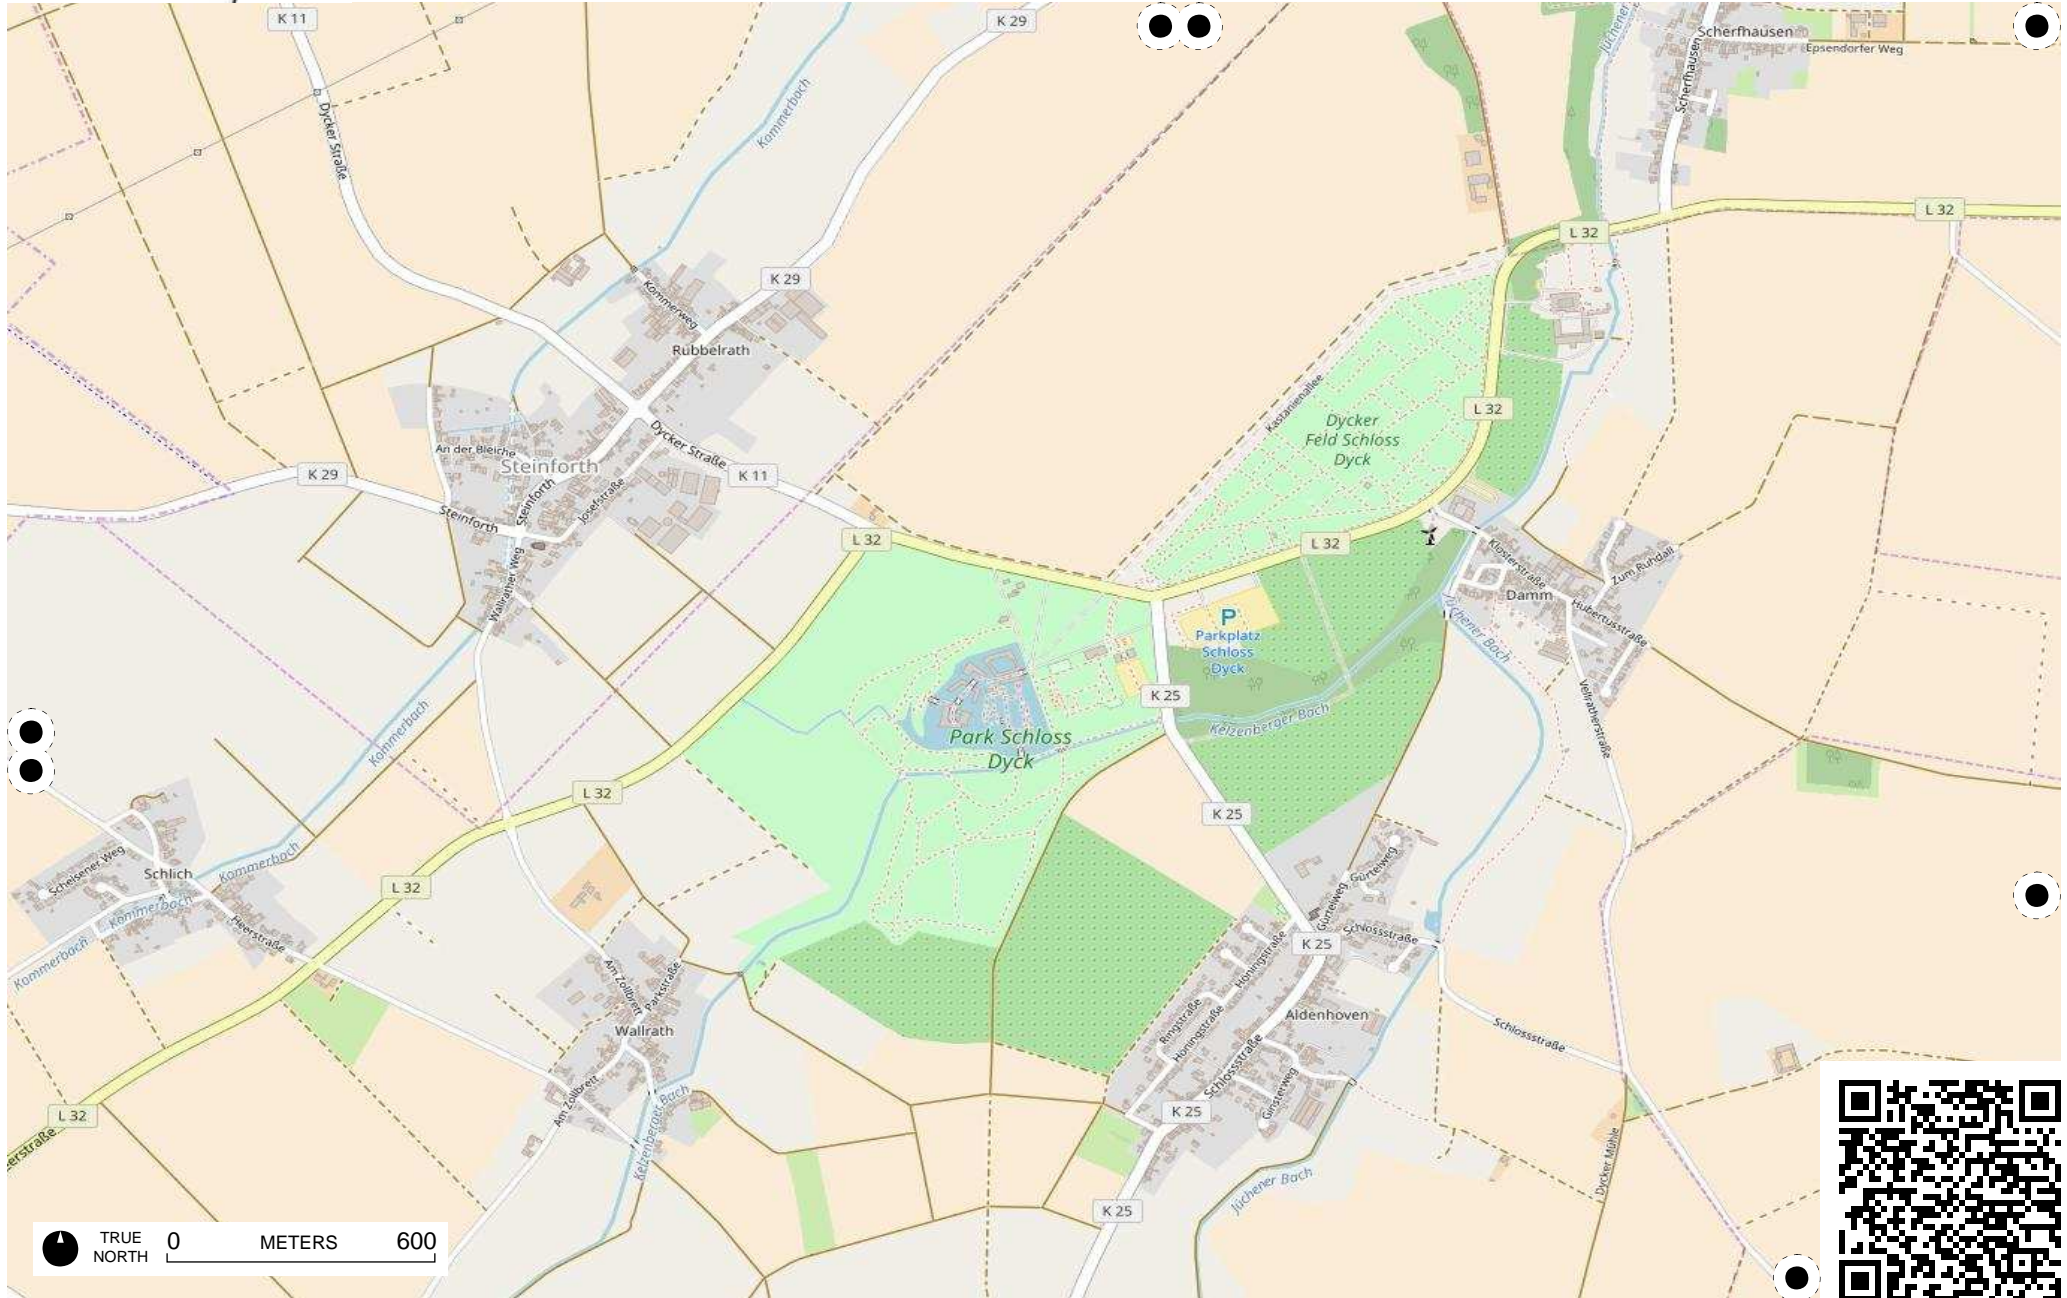 K 11
K 29
Jüchener
Scherfhausen
Epsendorfer Weg
Scherfhausen
Kommerbach
Dycker Straße
L 32
L 32
K 29
Kommerweg
Rubbelrath
Kastanienallee
L 32
Dycker
Feld Schloss
Dyck
An der Bleiche
Steinforth
Dycker Straße
K 11
K 29
Steinforth
Josefstraße
Steinforth
L 32
L 32
Klosterstraße
Zum Ruhdall
Wallrather Weg
Damm
Hubertusstraße
P
Parkplatz
Schloss
Dyck
Jüchener Bach
K 25
Kelzenberger Bach
Vellratherstraße
Kommerbach
Park Schloss
Dyck
L 32
K 25
Schelsener Weg
Schlich
Kommerbach
L 32
Gürtelweg
Gürtelweg
Kommerbach
Heerstraße
Kommerbach
K 25
Schlossstraße
Höningstraße
Am Zollbrett
Parkstraße
Wallrath
Ringstraße
Höningstraße
Aldenhoven
Schlossstraße
Schlossstraße
Am Zollbrett
Ginsterweg
L 32
K 25
Kelzenberger Bach
Dycker Mühle
Jüchener Bach
K 25
TRUE
NORTH
0 METERS 600